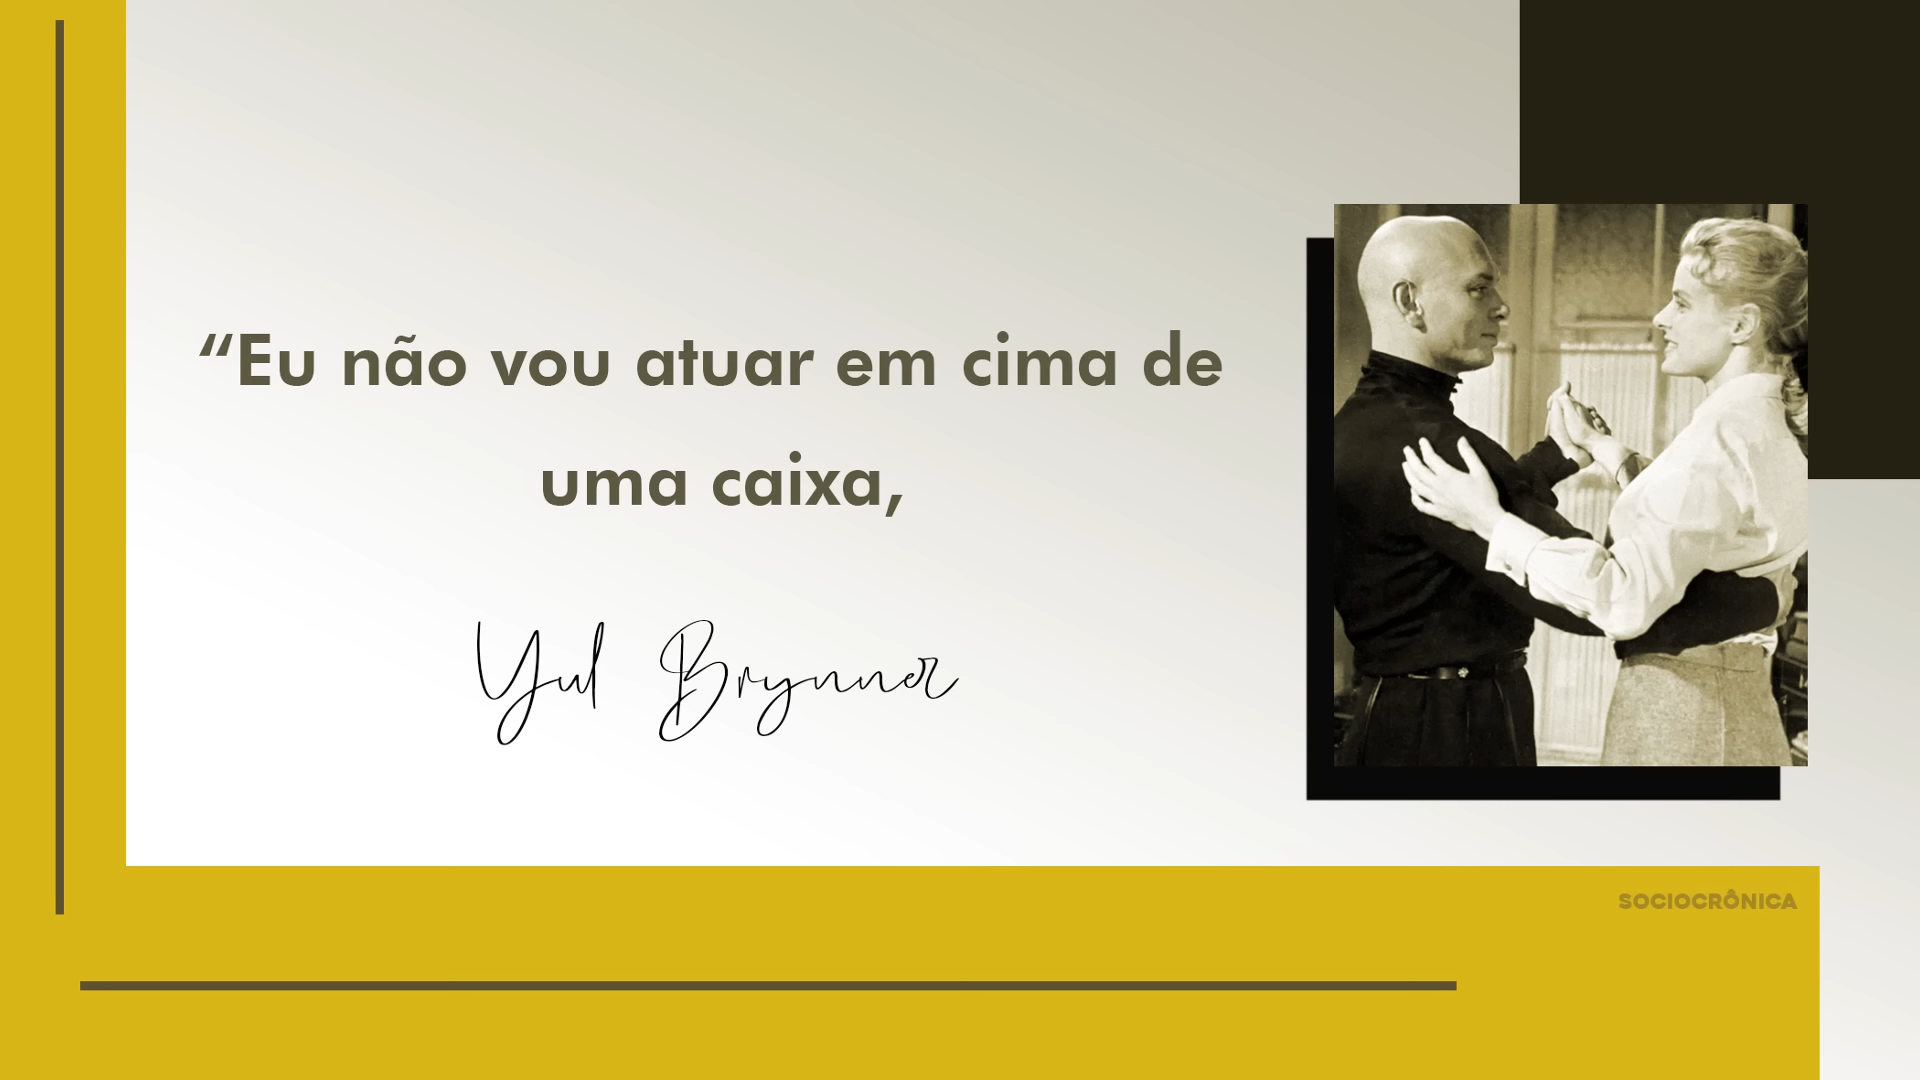 “Eu não vou atuar em cima de
uma caixa,
Yul Brynner
SOCIOCRÔNICA